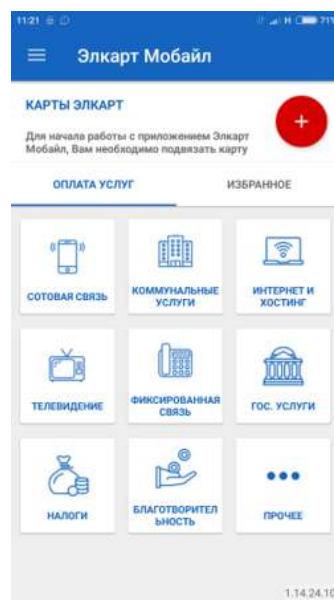 11:21
H 71%
Элкарт Мобайл
КАРТЫ ЭЛКАРТ
+
Для начала работы с приложением Элкарт
Мобайл, Вам необходимо подвязать карту
ОПЛАТА УСЛУГ ИЗБРАННОЕ
СОТОВАЯ СВЯЗЬ
КОММУНАЛЬНЫЕ
УСЛУГИ
ИНТЕРНЕТ И
ХОСТИНГ
ТЕЛЕВИДЕНИЕ
ФИКСИРОВАННАЯ
СВЯЗЬ
ГОС. УСЛУГИ
НАЛОГИ
БЛАГОТВОРИТЕЛ
ЬНОСТЬ
ПРОЧЕЕ
1.14.24.10